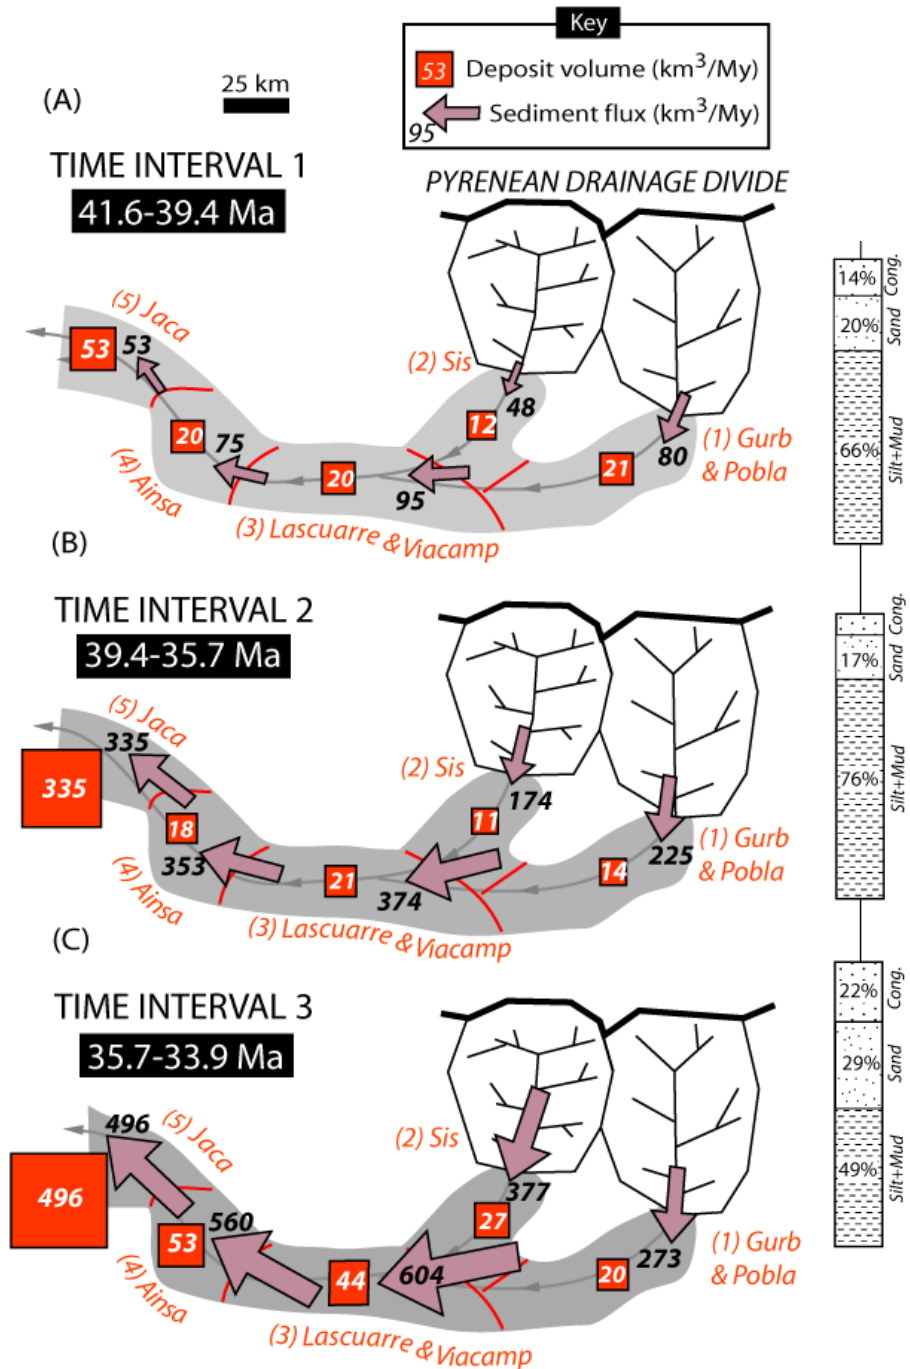 Key
53 Deposit volume (km³/My)
95 Sediment flux (km³/My)
(A)
25 km
TIME INTERVAL 1
41.6-39.4 Ma
PYRENEAN DRAINAGE DIVIDE
(5) Jaca
53
53
(2) Sis
48
12
(1) Gurb
& Pobla
80
21
20
75
20
95
(4) Ainsa
(3) Lascuarre & Viacamp
14%
Cong.
20%
Sand
66%
Silt+Mud
(B)
TIME INTERVAL 2
39.4-35.7 Ma
(5) Jaca
335
335
(2) Sis
174
11
(1) Gurb
& Pobla
225
14
18
353
21
374
(4) Ainsa
(3) Lascuarre & Viacamp
Cong.
17%
Sand
76%
Silt+Mud
(C)
TIME INTERVAL 3
35.7-33.9 Ma
496
(5) Jaca
496
(2) Sis
377
27
(1) Gurb
& Pobla
273
20
560
53
44
604
(4) Ainsa
(3) Lascuarre & Viacamp
22%
Cong.
29%
Sand
49%
Silt+Mud